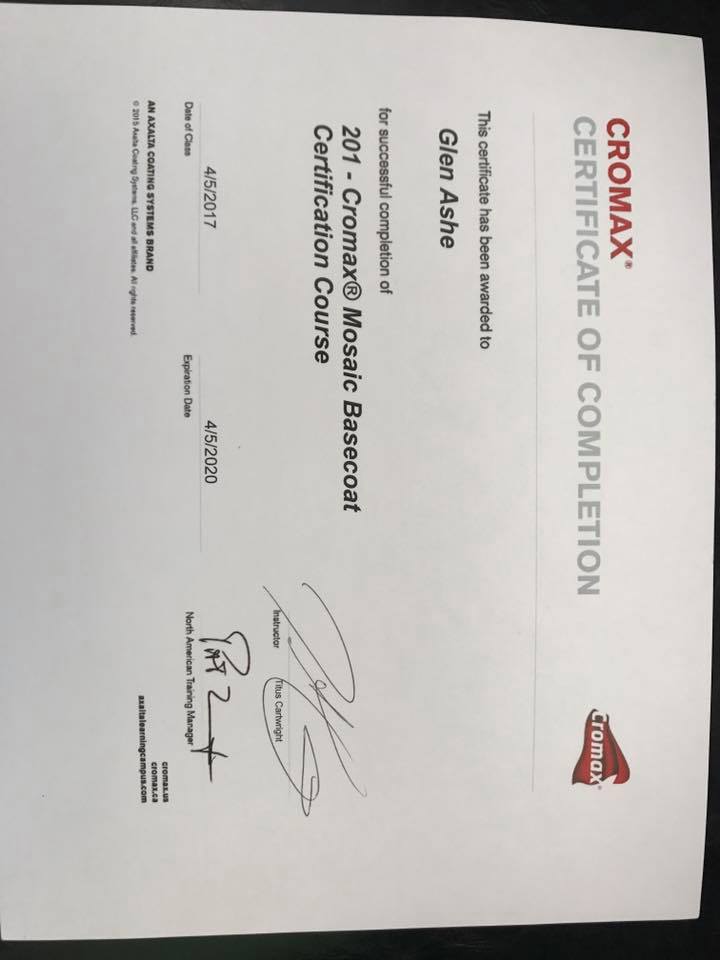 CROMAX®
CERTIFICATE OF COMPLETION
Cromax®
This certificate has been awarded to
Glen Ashe
for successful completion of
201 - Cromax® Mosaic Basecoat
Certification Course
Instructor Titus Cartwright
4/5/2017
4/5/2020
Date of Class
Expiration Date
North American Training Manager
AN AXALTA COATING SYSTEMS BRAND
© 2015 Axalta Coating Systems, LLC and all affiliates. All rights reserved.
cromax.us
cromax.ca
axaltalearningcampus.com